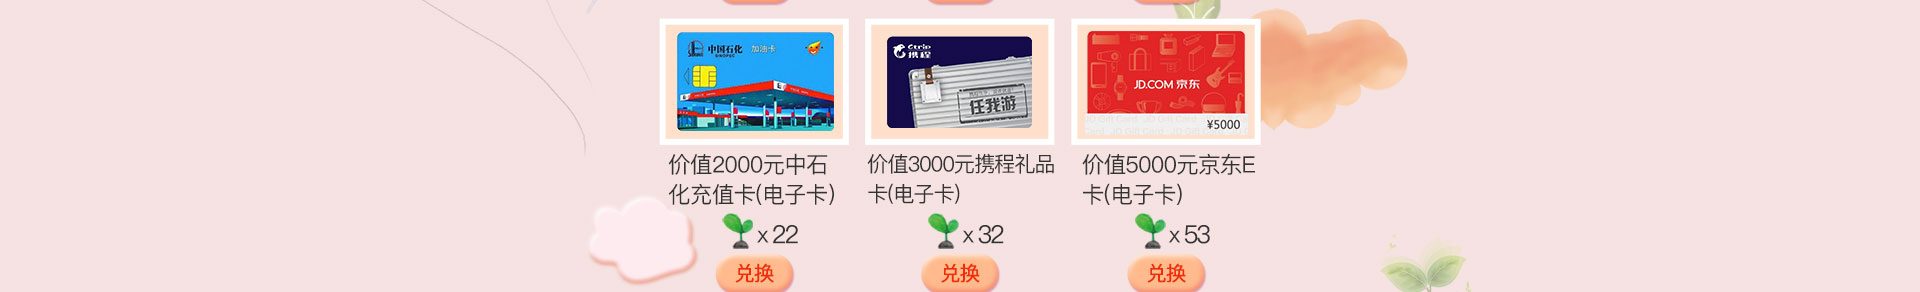 中国石化 加油卡
SINOPEC
Ctrip
携程
任我游
JD.COM 京东
¥5000
价值2000元中石
化充值卡(电子卡)
x 22
兑换
价值3000元携程礼品
卡(电子卡)
x 32
兑换
价值5000元京东E
卡(电子卡)
x 53
兑换